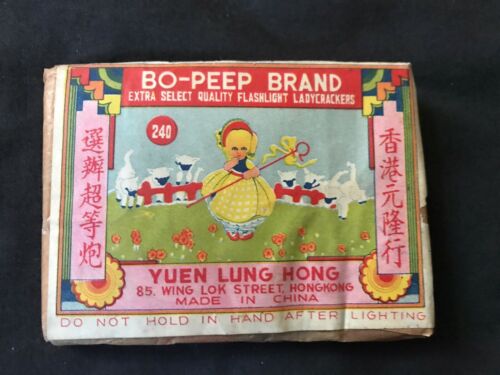 BO-PEEP BRAND
EXTRA SELECT QUALITY FLASHLIGHT LADYCRACKERS
240
選辦超等炮
香港元隆行
YUEN LUNG HONG
85, WING LOK STREET, HONGKONG
MADE IN CHINA
DO NOT HOLD IN HAND AFTER LIGHTING